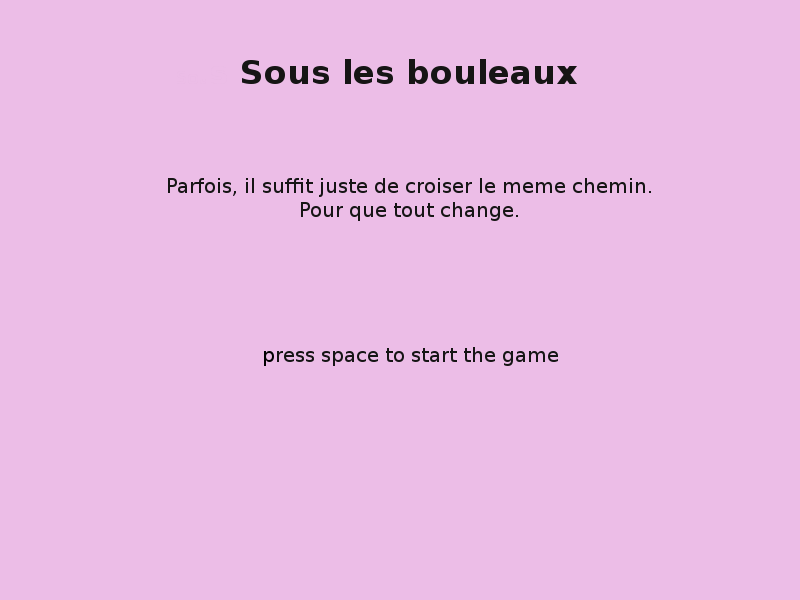 Sous les bouleaux
Parfois, il suffit juste de croiser le meme chemin.
Pour que tout change.
press space to start the game